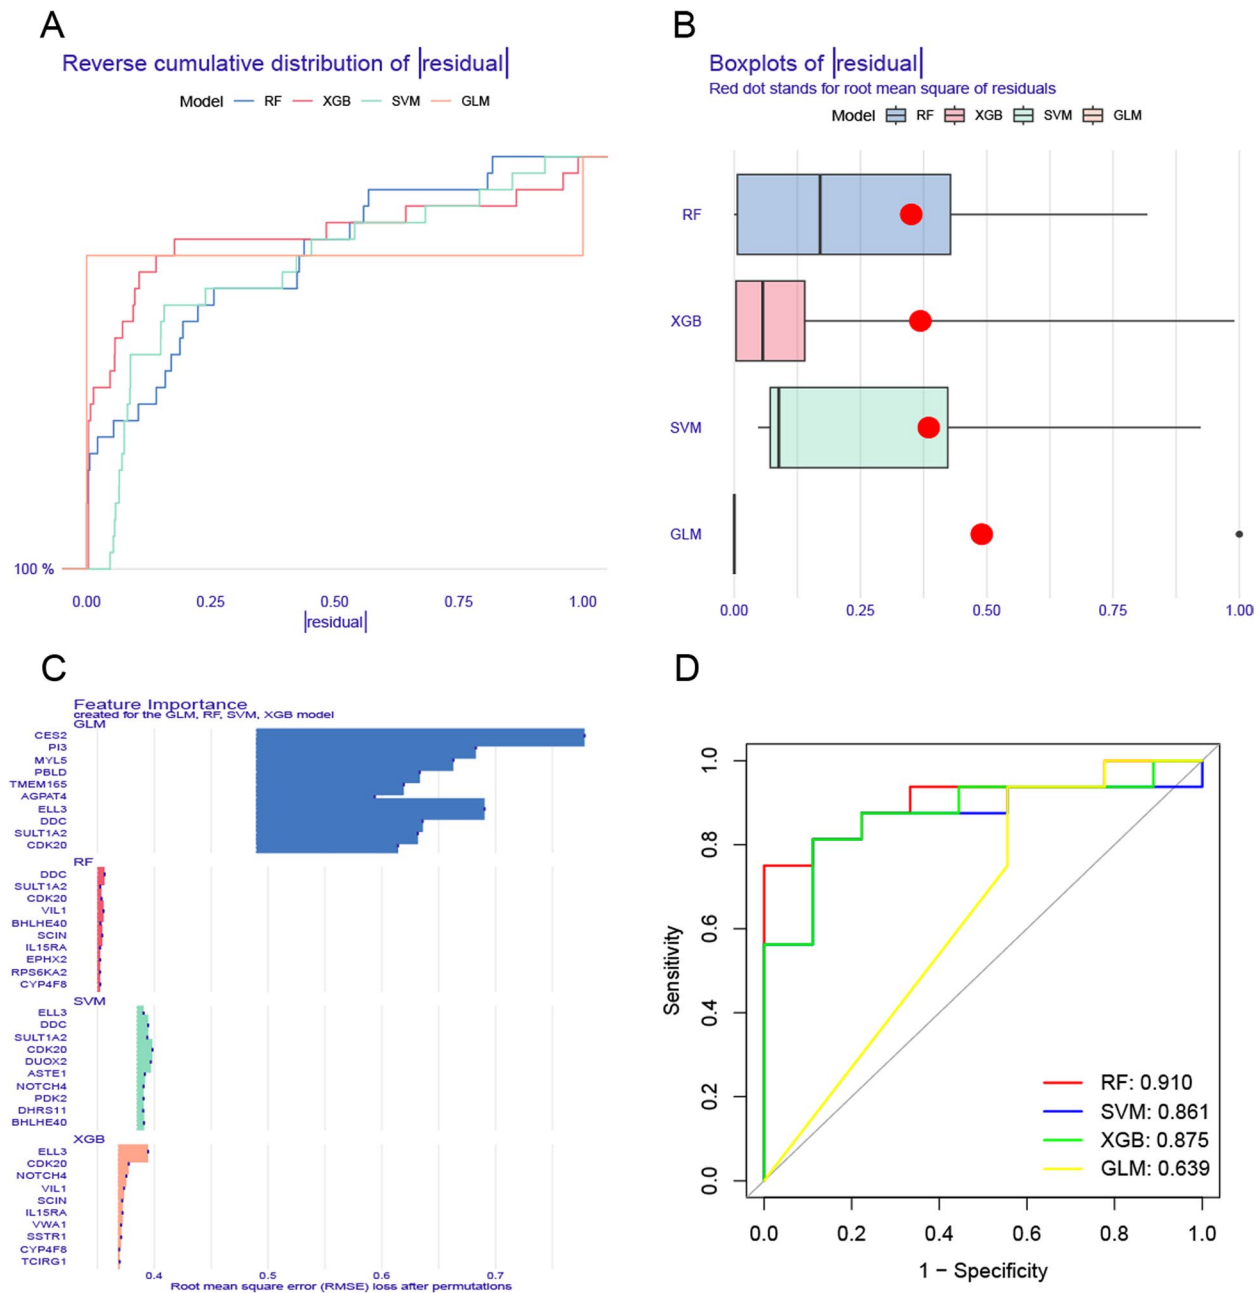 A
Reverse cumulative distribution of |residual|
Model RF XGB SVM GLM
100 %
0.00 0.25 0.50 0.75 1.00
|residual|
B
Boxplots of |residual|
Red dot stands for root mean square of residuals
Model RF XGB SVM GLM
RF
XGB
SVM
GLM
0.00 0.25 0.50 0.75 1.00
C
Feature Importance
created for the GLM, RF, SVM, XGB model
GLM
CES2
PI3
MYL5
PBLD
TMEM165
AGPAT4
ELL3
DDC
SULT1A2
CDK20
RF
DDC
SULT1A2
CDK20
VIL1
BHLHE40
SCIN
IL15RA
EPHX2
RPS6KA2
CYP4F8
SVM
ELL3
DDC
SULT1A2
CDK20
DUOX2
ASTE1
NOTCH4
PDK2
DHRS11
BHLHE40
XGB
ELL3
CDK20
NOTCH4
VIL1
SCIN
IL15RA
VWA1
SSTR1
CYP4F8
TCIRG1
0.4 0.5 0.6 0.7
Root mean square error (RMSE) loss after permutations
D
Sensitivity
1.0
0.8
0.6
0.4
0.2
0.0
RF: 0.910
SVM: 0.861
XGB: 0.875
GLM: 0.639
0.0 0.2 0.4 0.6 0.8 1.0
1 − Specificity